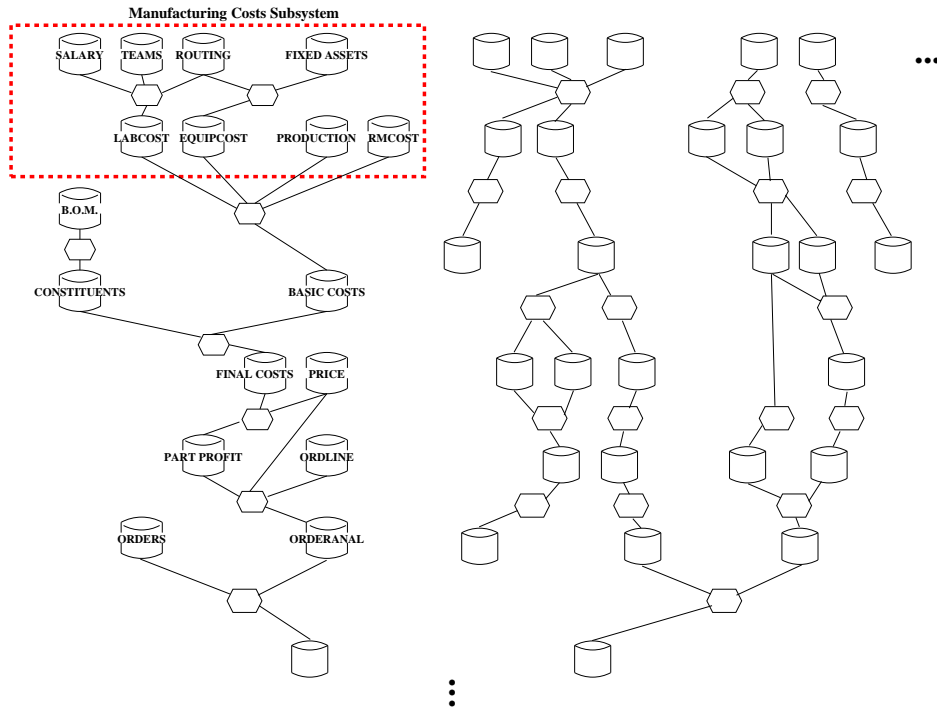 Manufacturing Costs Subsystem
SALARY TEAMS ROUTING FIXED ASSETS
LABCOST EQUIPCOST PRODUCTION RMCOST
B.O.M.
CONSTITUENTS BASIC COSTS
FINAL COSTS PRICE
PART PROFIT ORDLINE
ORDERS ORDERANAL